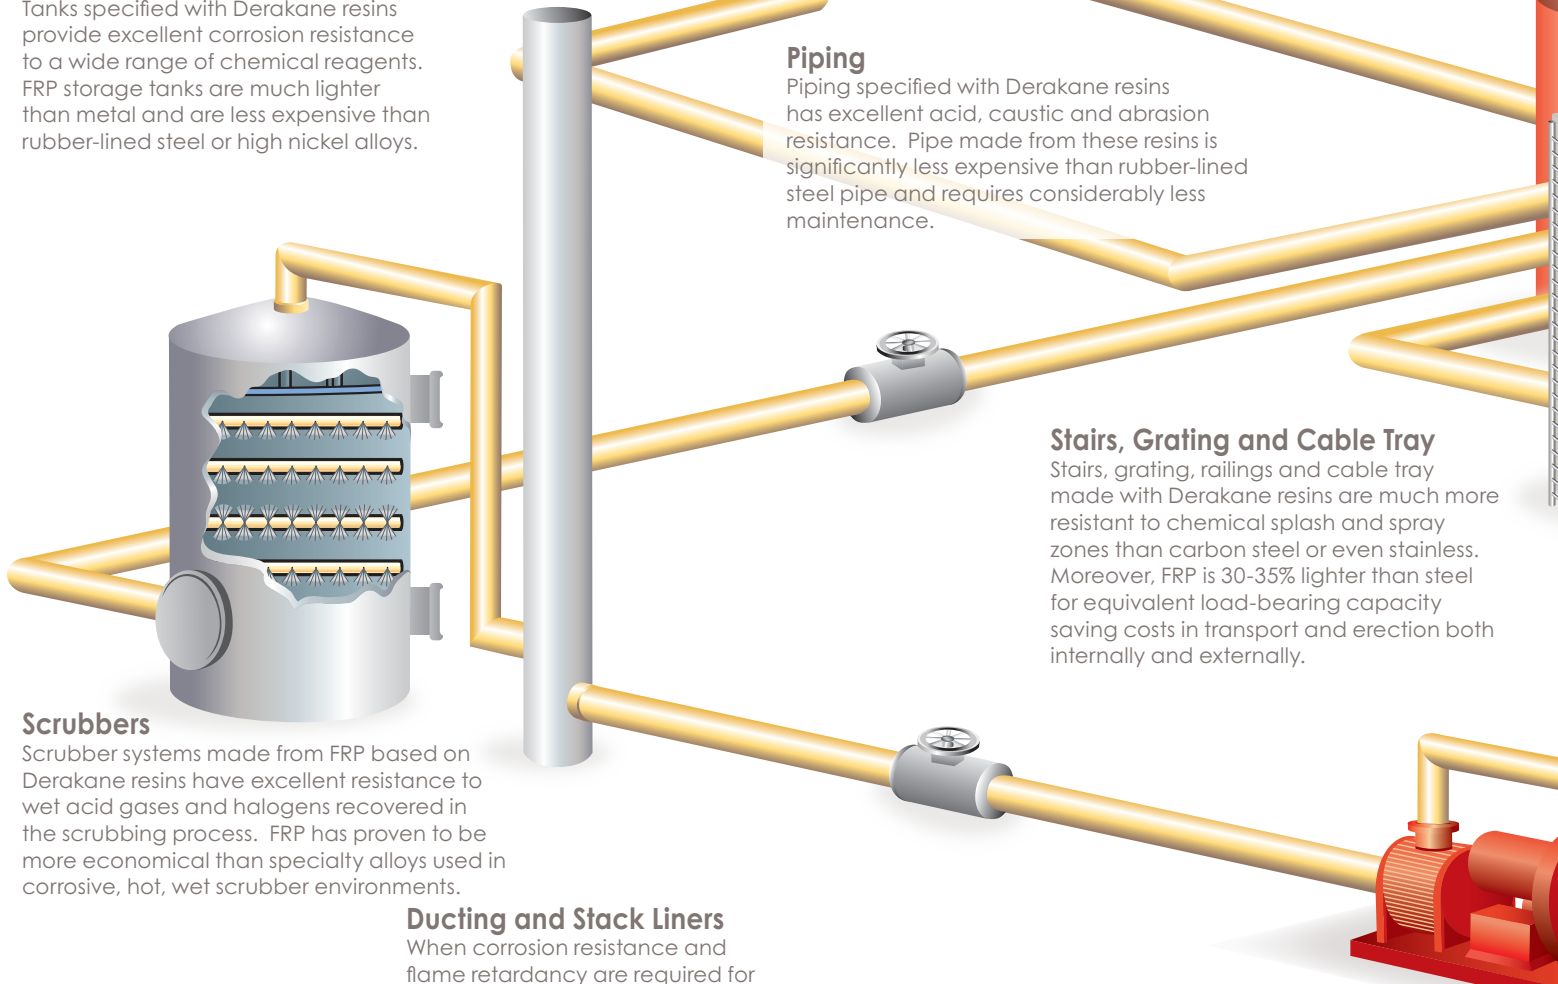 Tanks specified with Derakane resins
provide excellent corrosion resistance
to a wide range of chemical reagents.
FRP storage tanks are much lighter
than metal and are less expensive than
rubber-lined steel or high nickel alloys.
Piping
Piping specified with Derakane resins
has excellent acid, caustic and abrasion
resistance.  Pipe made from these resins is
significantly less expensive than rubber-lined
steel pipe and requires considerably less
maintenance.
Stairs, Grating and Cable Tray
Stairs, grating, railings and cable tray
made with Derakane resins are much more
resistant to chemical splash and spray
zones than carbon steel or even stainless.
Moreover, FRP is 30-35% lighter than steel
for equivalent load-bearing capacity
saving costs in transport and erection both
internally and externally.
Scrubbers
Scrubber systems made from FRP based on
Derakane resins have excellent resistance to
wet acid gases and halogens recovered in
the scrubbing process.  FRP has proven to be
more economical than specialty alloys used in
corrosive, hot, wet scrubber environments.
Ducting and Stack Liners
When corrosion resistance and
flame retardancy are required for